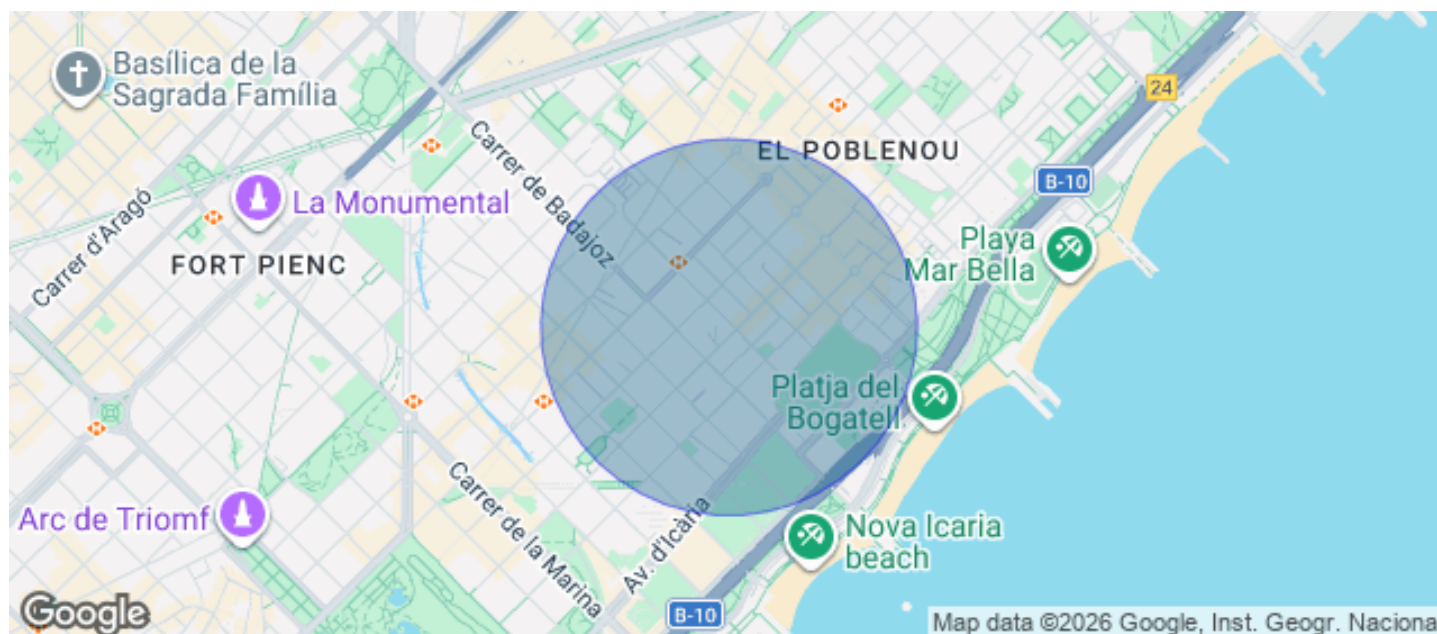 Basílica de la
Sagrada Família
24
Carrer de Badajoz
EL POBLENOU
B-10
Carrer d'Aragó
La Monumental
Playa
Mar Bella
FORT PIENC
Platja del
Bogatell
Carrer de la Marina
Arc de Triomf
Av. d'Icària
Nova Icaria
beach
Google
B-10
Map data ©2026 Google, Inst. Geogr. Naciona